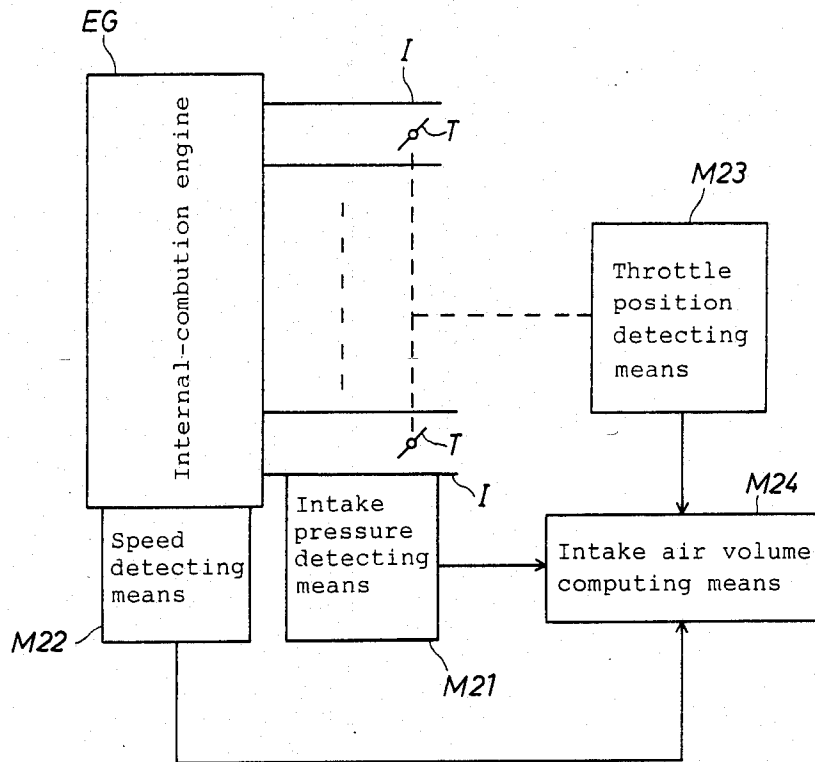 EG
I
T
Internal-combution engine
M23
Throttle
position
detecting
means
T
I
M24
Intake
pressure
detecting
means
Speed
detecting
means
Intake air volume
computing means
M22
M21